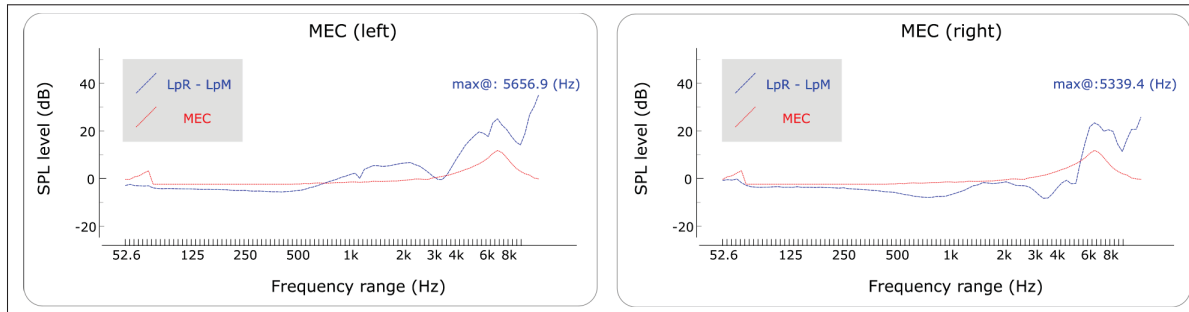 MEC (left)
SPL level (dB)
40
20
0
-20
LpR - LpM
MEC
max@: 5656.9 (Hz)
52.6 125 250 500 1k 2k 3k 4k 6k 8k
Frequency range (Hz)
MEC (right)
SPL level (dB)
40
20
0
-20
LpR - LpM
MEC
max@:5339.4 (Hz)
52.6 125 250 500 1k 2k 3k 4k 6k 8k
Frequency range (Hz)